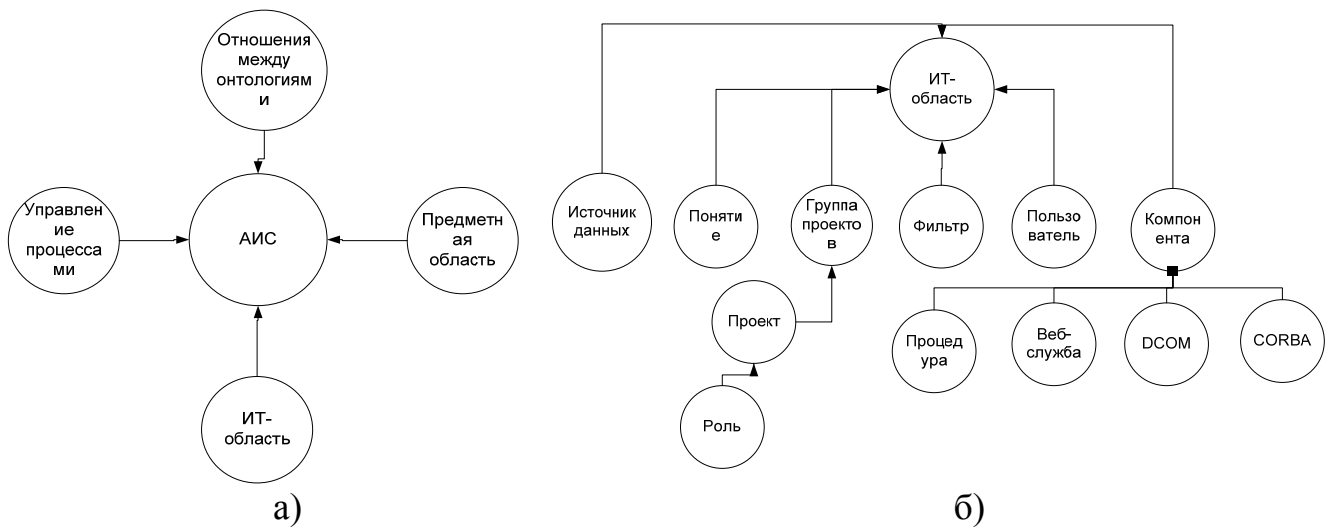 Отношения
между
онтологиям
и
Управлен
ие
процесса
ми
АИС
Предметн
ая
область
ИТ-
область
а)
ИТ-
область
Источник
данных
Поняти
е
Группа
проекто
в
Фильтр
Пользо
ватель
Компон
ента
Проект
Роль
Процед
ура
Веб-
служба
DCOM
CORBA
б)